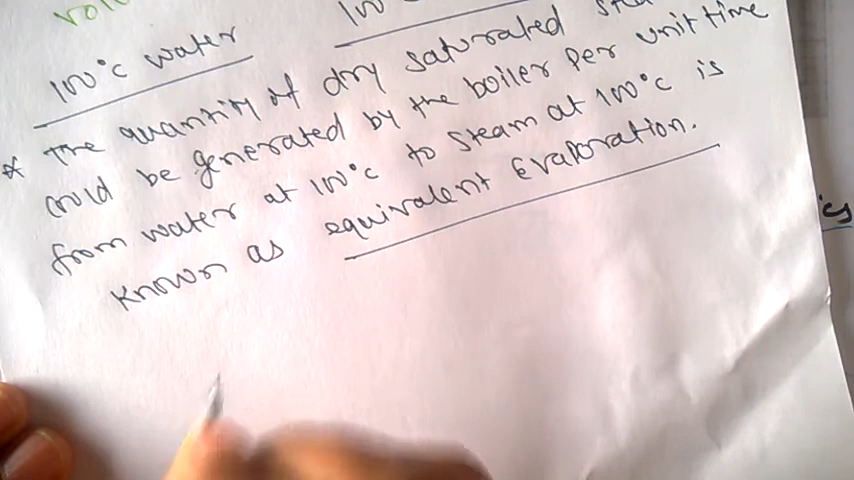 100°c water
* The quantity of dry saturated
could be generated by the boiler per unit time
from water at 100°c to steam at 100°c is
known as equivalent Evaporation.